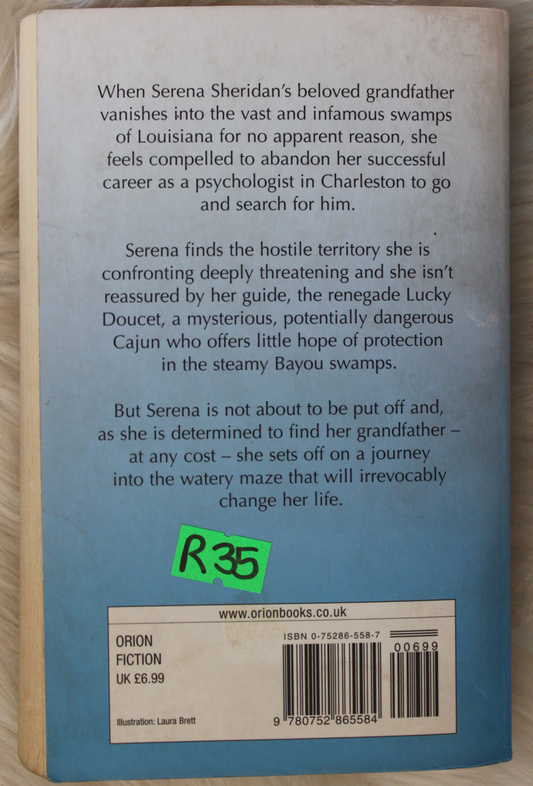 When Serena Sheridan's beloved grandfather
vanishes into the vast and infamous swamps
of Louisiana for no apparent reason, she
feels compelled to abandon her successful
career as a psychologist in Charleston to go
and search for him.
Serena finds the hostile territory she is
confronting deeply threatening and she isn't
reassured by her guide, the renegade Lucky
Doucet, a mysterious, potentially dangerous
Cajun who offers little hope of protection
in the steamy Bayou swamps.
But Serena is not about to be put off and,
as she is determined to find her grandfather –
at any cost – she sets off on a journey
into the watery maze that will irrevocably
change her life.
R35
www.orionbooks.co.uk
ORION
FICTION
UK £6.99
Illustration: Laura Brett
ISBN 0-75286-558-7
00699
9 780752 865584